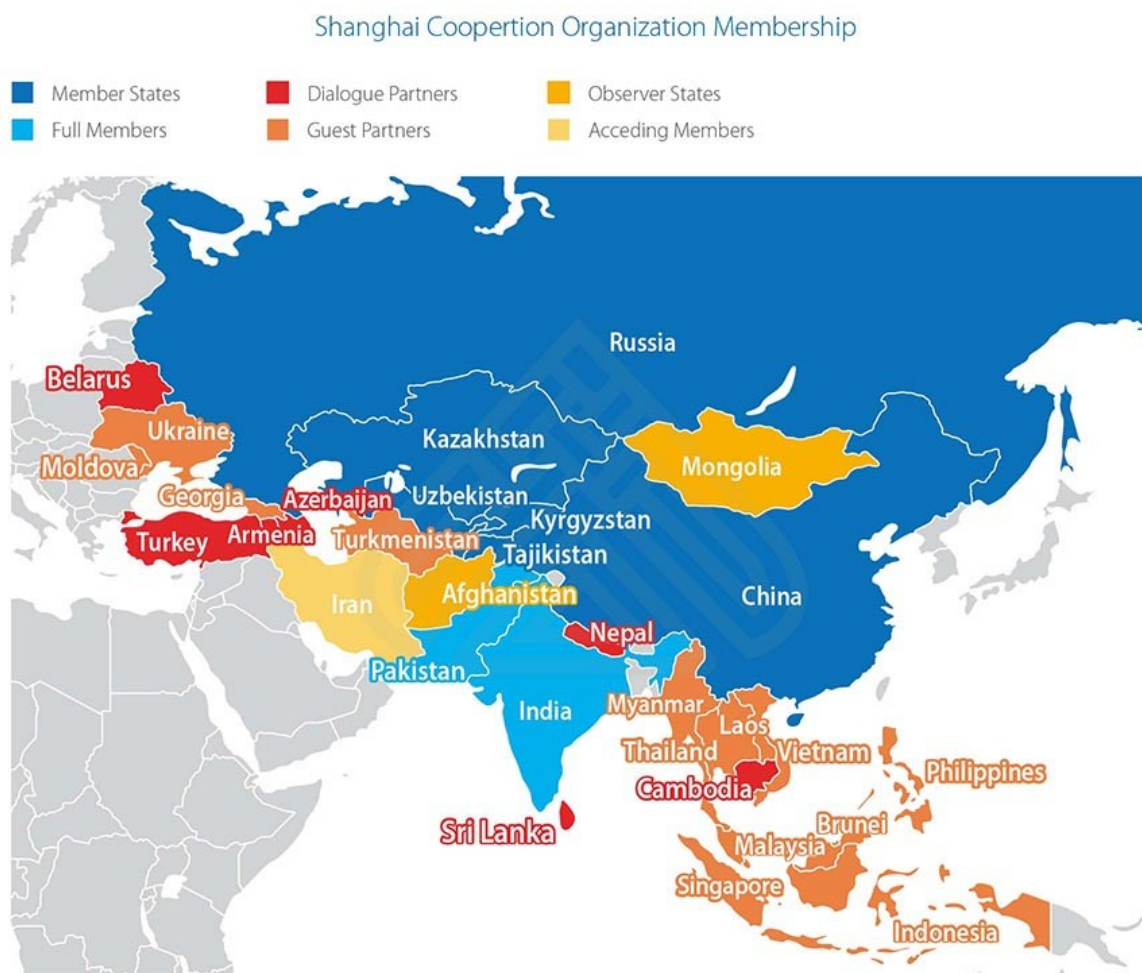 Shanghai Coopertion Organization Membership
Member States
Dialogue Partners
Observer States
Full Members
Guest Partners
Acceding Members
Russia
Belarus
Ukraine
Kazakhstan
Moldova
Mongolia
Georgia
Azerbaijan
Uzbekistan
Kyrgyzstan
Turkey
Armenia
Turkmenistan
Tajikistan
Iran
Afghanistan
China
Nepal
Pakistan
India
Myanmar
Laos
Thailand
Vietnam
Philippines
Cambodia
Sri Lanka
Brunei
Malaysia
Singapore
Indonesia